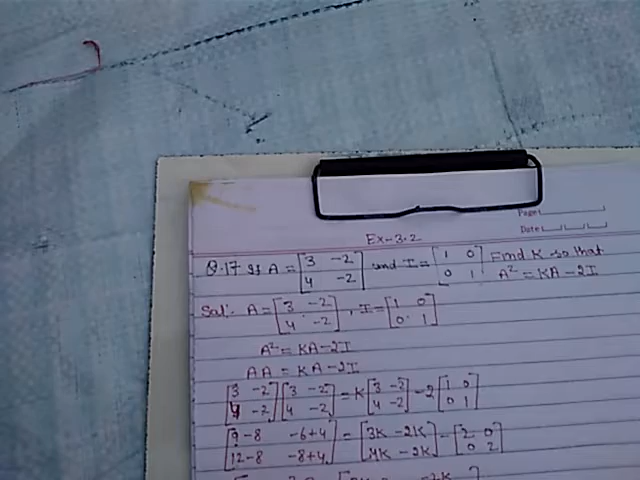 Page
Date
Ex-3.2
Q.17 If A = [3 -2 and I = [1 0] Find K so that
4 -2] 0 1] A² = KA-2I
Sol:- A = [3 -2] , I = [1 0]
[4 -2] [0 1]
A² = KA-2I
AA = KA-2I
[3 -2] [3 -2] = K [3 -2] - 2 [1 0]
[4 -2] [4 -2] [4 -2] [0 1]
[9-8 -6+4] = [3K -2K] - [2 0]
[12-8 -8+4] [4K -2K] [0 2]